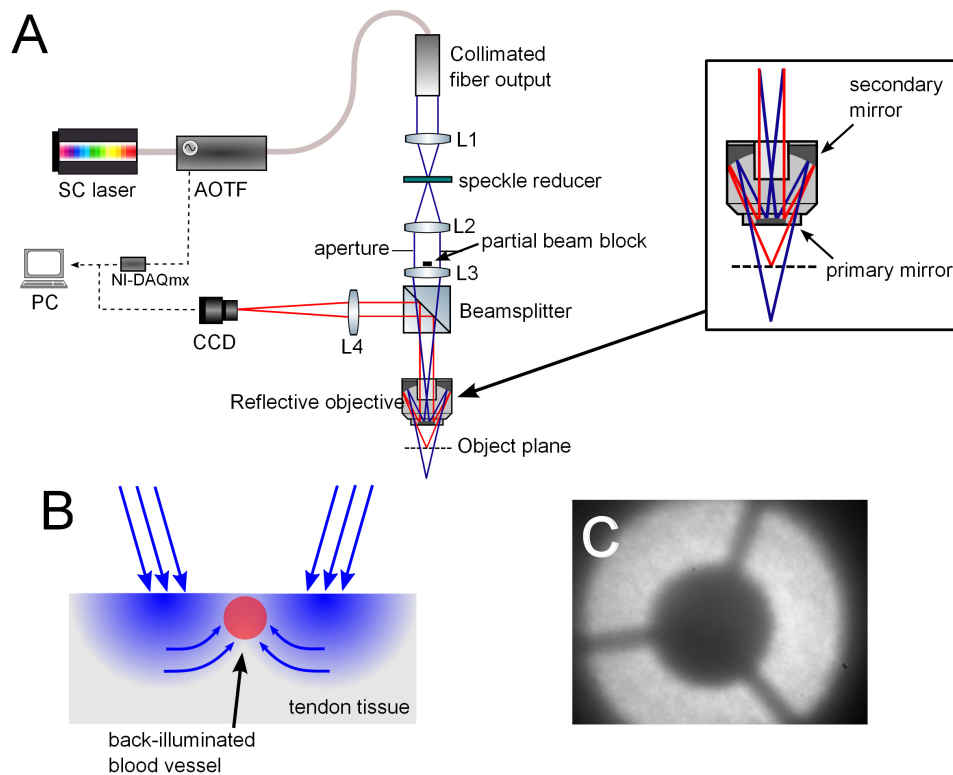 A
Collimated
fiber output
secondary
mirror
L1
SC laser
AOTF
speckle reducer
L2
aperture
partial beam block
L3
primary mirror
NI-DAQmx
PC
Beamsplitter
CCD
L4
Reflective objective
Object plane
B
C
tendon tissue
back-illuminated
blood vessel